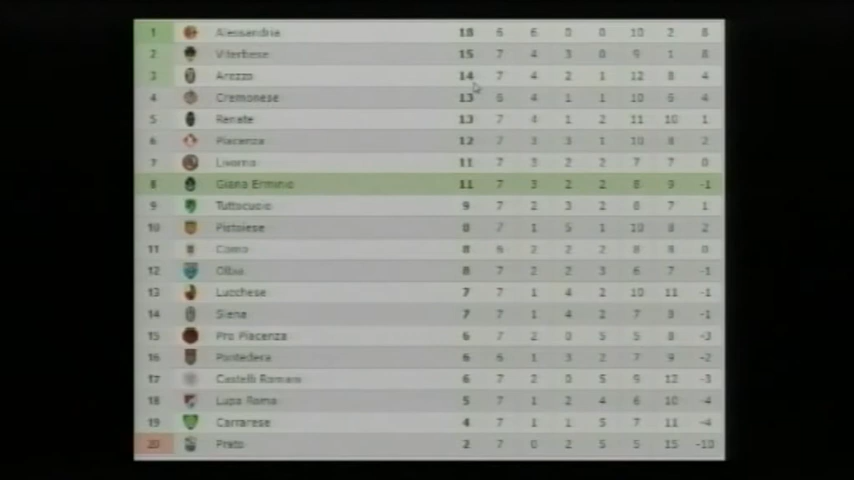 1 Alessandria 18 6 6 0 0 10 2 8
2 Viterbese 15 7 4 3 0 9 1 8
3 Arezzo 14 7 4 2 1 12 8 4
4 Cremonese 13 6 4 1 1 10 6 4
5 Renate 13 7 4 1 2 11 10 1
6 Piacenza 12 7 3 3 1 10 8 2
7 Livorno 11 7 3 2 2 7 7 0
8 Giana Erminio 11 7 3 2 2 8 9 -1
9 Tuttocuoio 9 7 2 3 2 8 7 1
10 Pistoiese 8 7 1 5 1 10 8 2
11 Como 8 6 2 2 2 8 8 0
12 Olbia 8 7 2 2 3 6 7 -1
13 Lucchese 7 7 1 4 2 10 11 -1
14 Siena 7 7 1 4 2 7 8 -1
15 Pro Piacenza 6 7 2 0 5 5 8 -3
16 Pontedera 6 6 1 3 2 7 9 -2
17 Castelli Romani 6 7 2 0 5 9 12 -3
18 Lupa Roma 5 7 1 2 4 6 10 -4
19 Carrarese 4 7 1 1 5 7 11 -4
20 Prato 2 7 0 2 5 5 15 -10